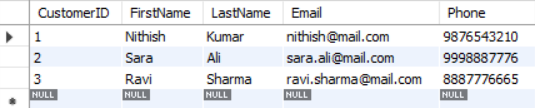 CustomerID FirstName LastName Email Phone
1 Nithish Kumar nithish@mail.com 9876543210
2 Sara Ali sara.ali@mail.com 9998887776
3 Ravi Sharma ravi.sharma@mail.com 8887776665
NULL NULL NULL NULL NULL